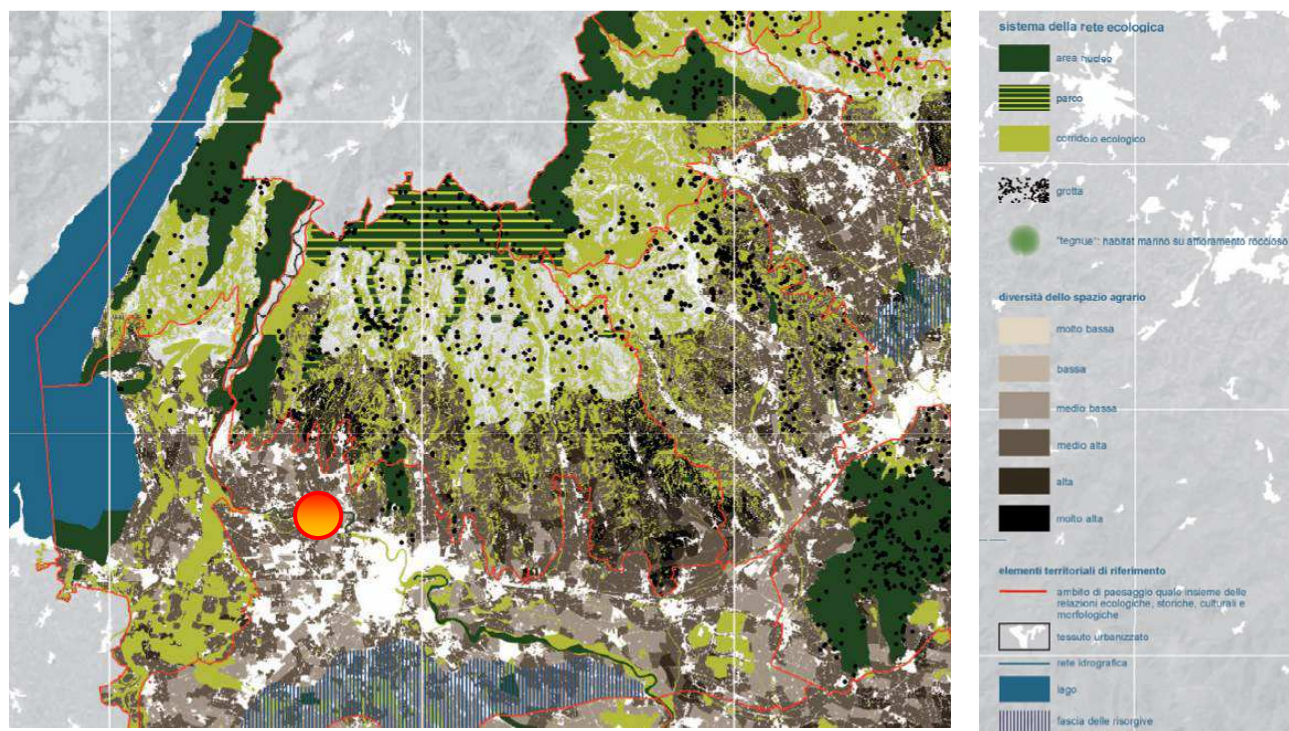 sistema della rete ecologica
area nucleo
parco
corridoio ecologico
grotta
"tegnue": habitat marino su affioramento roccioso
diversità dello spazio agrario
molto bassa
bassa
medio bassa
medio alta
alta
molto alta
elementi territoriali di riferimento
ambito di paesaggio quale insieme delle
relazioni ecologiche, storiche, culturali e
morfologiche
tessuto urbanizzato
rete idrografica
lago
fascia delle risorgive